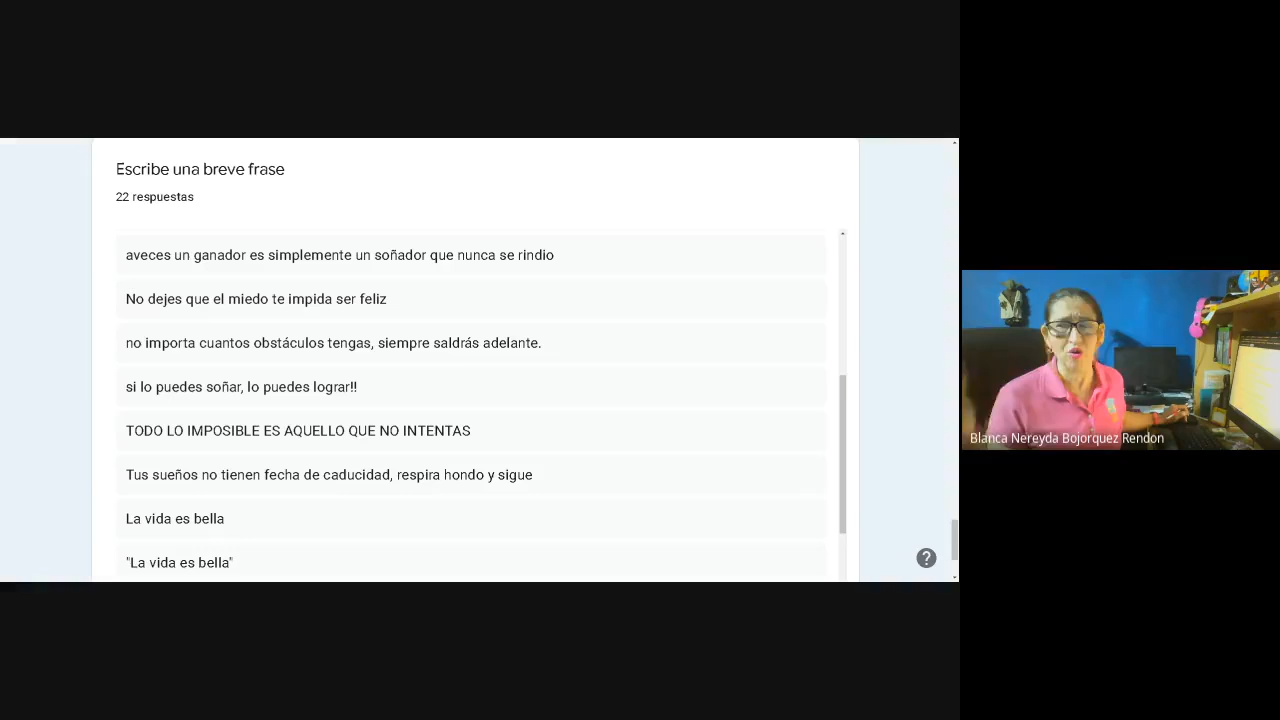 Escribe una breve frase
22 respuestas
aveces un ganador es simplemente un soñador que nunca se rindio
No dejes que el miedo te impida ser feliz
no importa cuantos obstáculos tengas, siempre saldrás adelante.
si lo puedes soñar, lo puedes lograr!!
TODO LO IMPOSIBLE ES AQUELLO QUE NO INTENTAS
Tus sueños no tienen fecha de caducidad, respira hondo y sigue
La vida es bella
"La vida es bella"
Blanca Nereyda Bojorquez Rendon